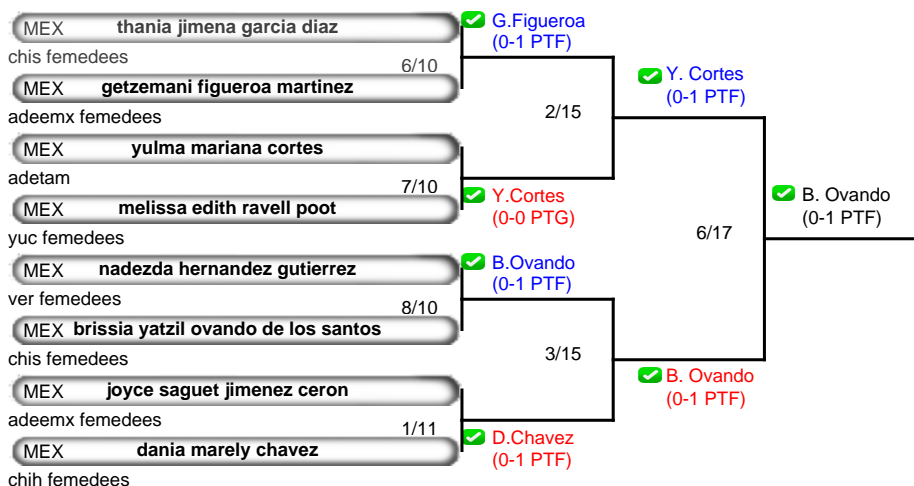 MEX thania jimena garcia diaz
chis femedees
6/10
MEX getzemani figueroa martinez
adeemx femedees
G.Figueroa
(0-1 PTF)
2/15
MEX yulma mariana cortes
adetam
7/10
MEX melissa edith ravell poot
yuc femedees
Y.Cortes
(0-0 PTG)
Y. Cortes
(0-1 PTF)
6/17
B. Ovando
(0-1 PTF)
MEX nadezda hernandez gutierrez
ver femedees
8/10
MEX brissia yatzil ovando de los santos
chis femedees
B.Ovando
(0-1 PTF)
3/15
MEX joyce saguet jimenez ceron
adeemx femedees
1/11
MEX dania marely chavez
chih femedees
D.Chavez
(0-1 PTF)
B. Ovando
(0-1 PTF)